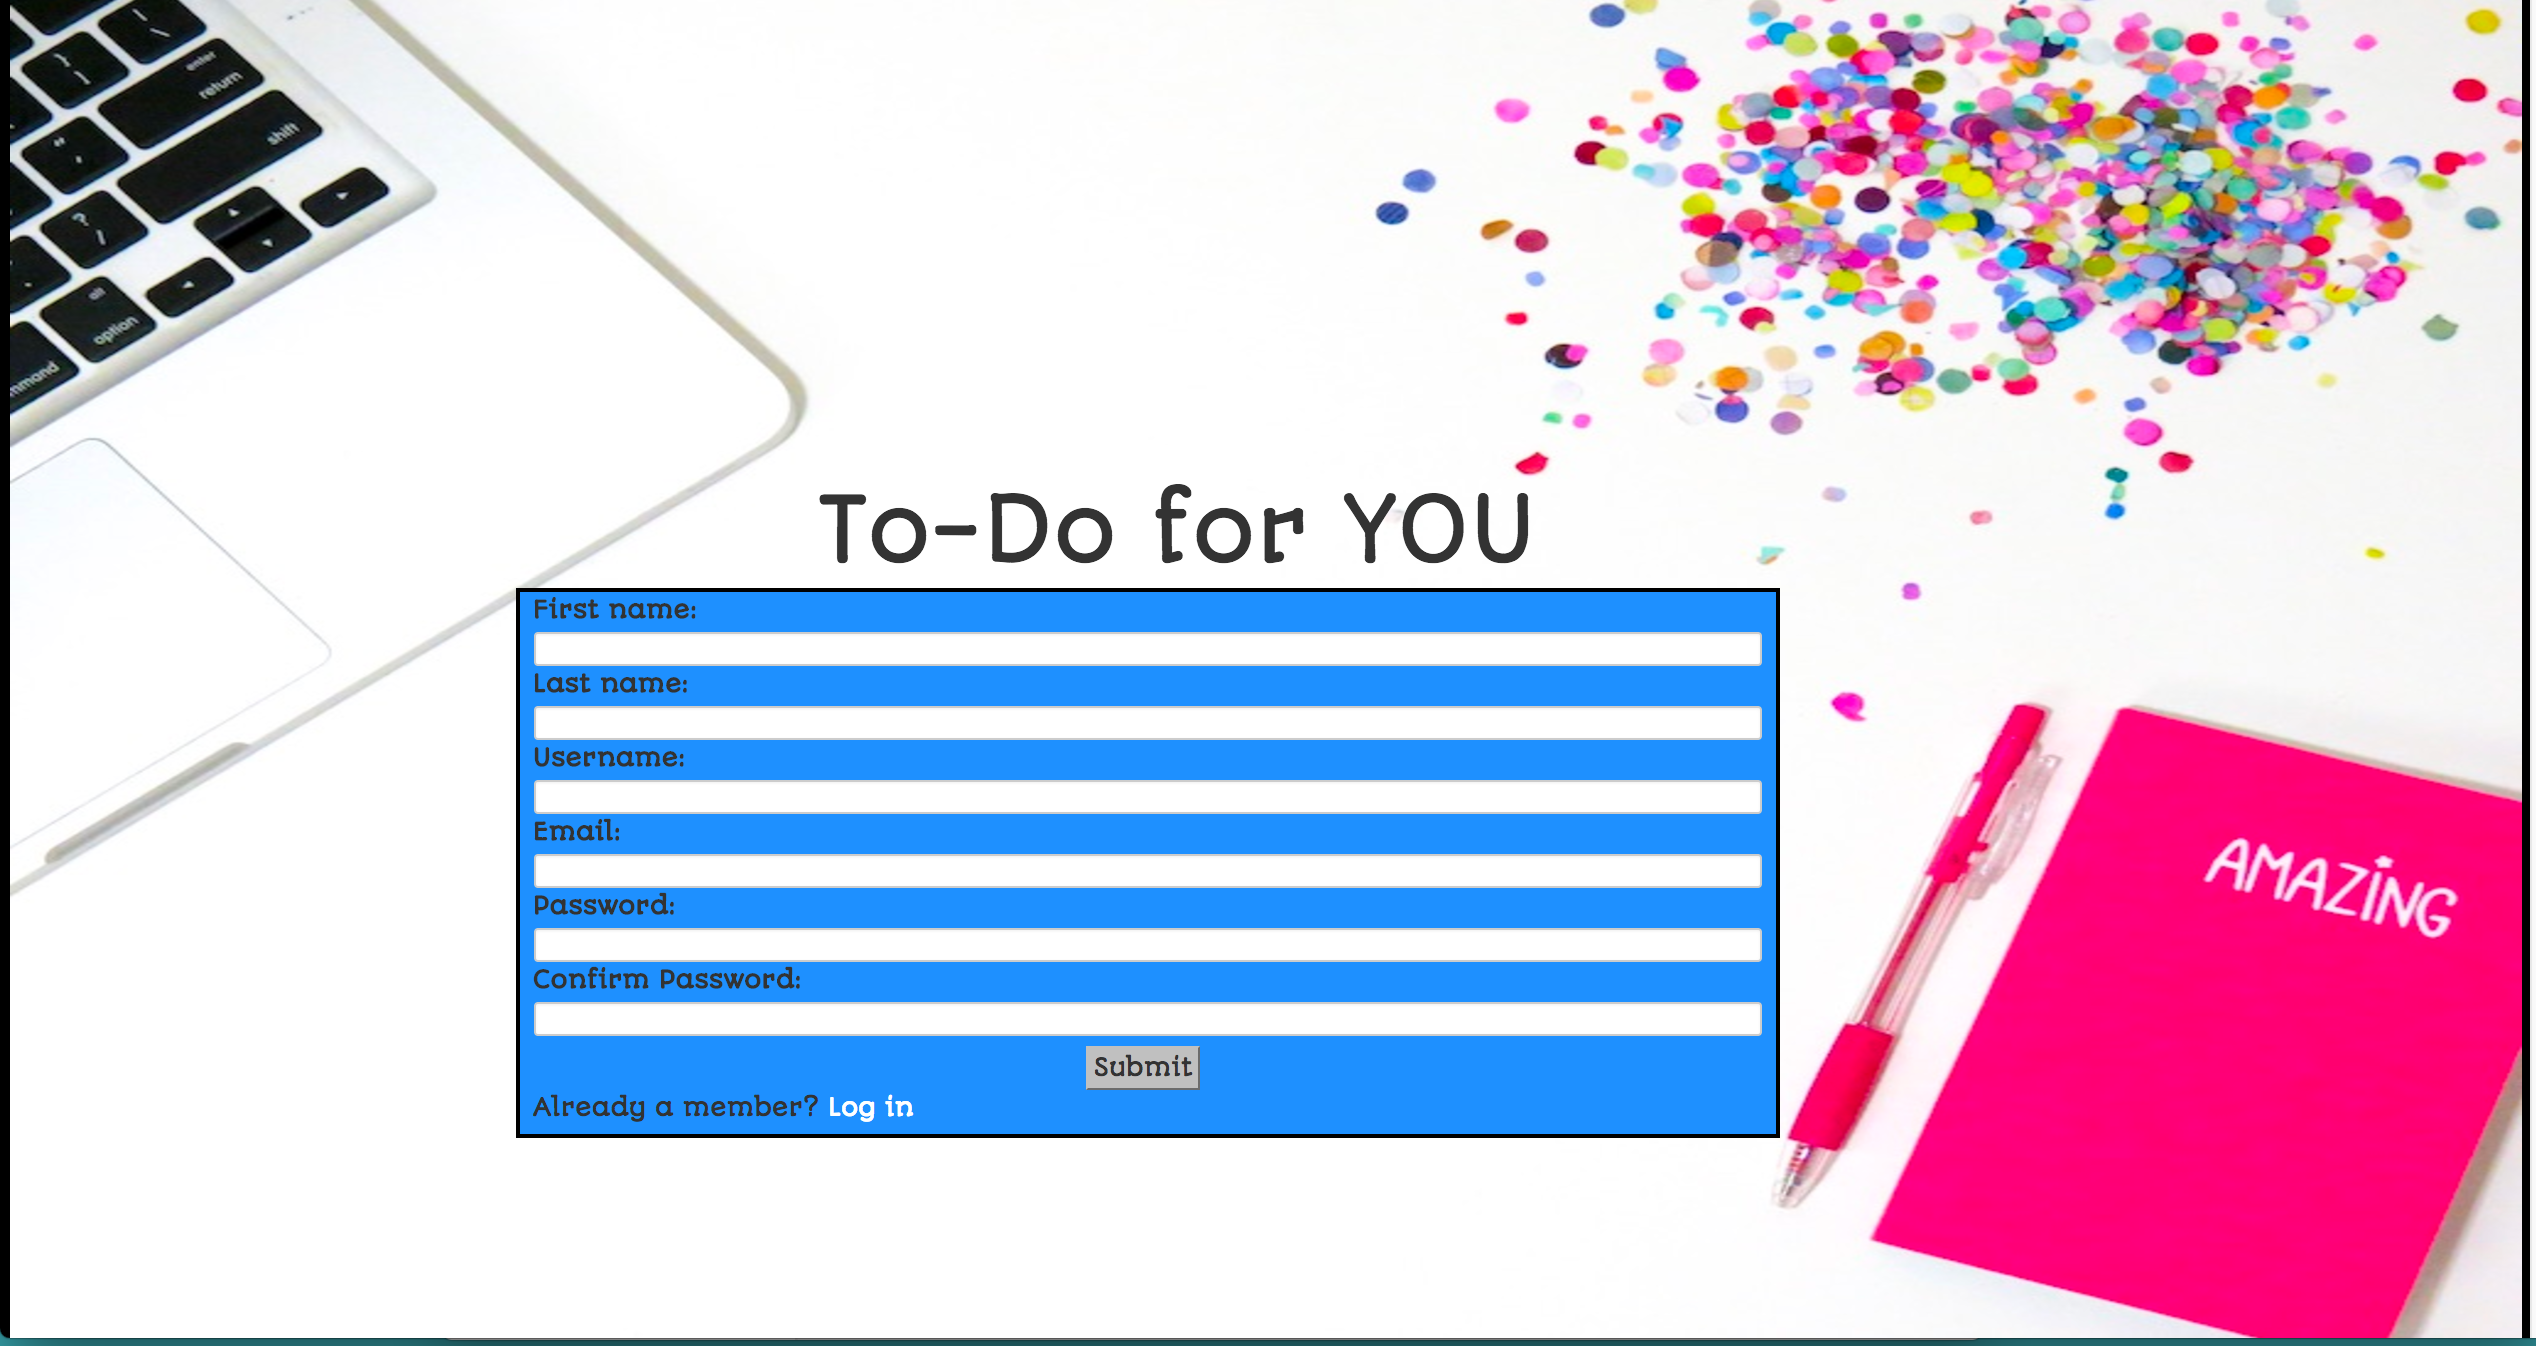 enter
return
shift
alt
option
To-Do for YOU
First name:
Last name:
Username:
Email:
Password:
Confirm Password:
Submit
Already a member? Log in
AMAZING